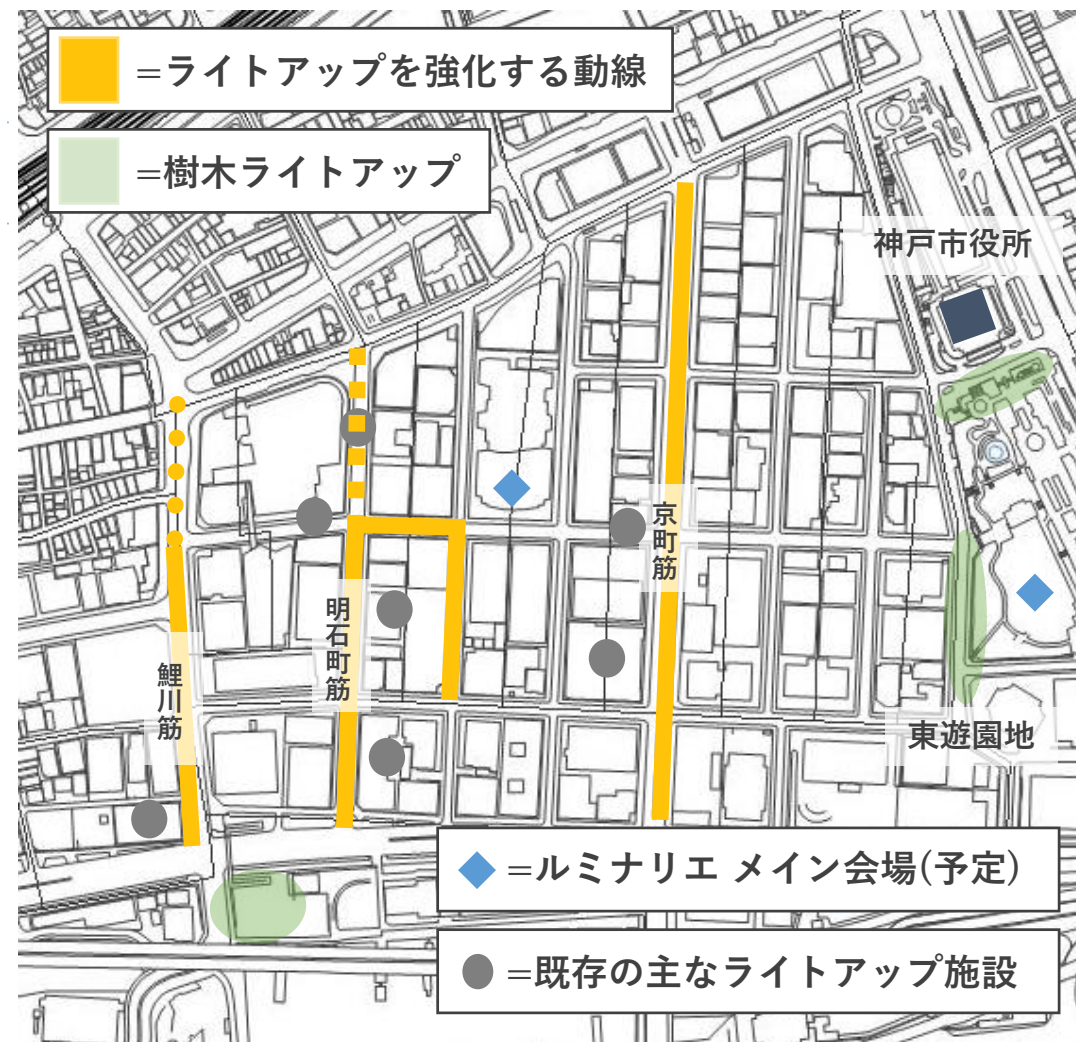 =ライトアップを強化する動線
=樹木ライトアップ
神戸市役所
京町筋
明石町筋
鯉川筋
東遊園地
=ルミナリエ メイン会場(予定)
=既存の主なライトアップ施設